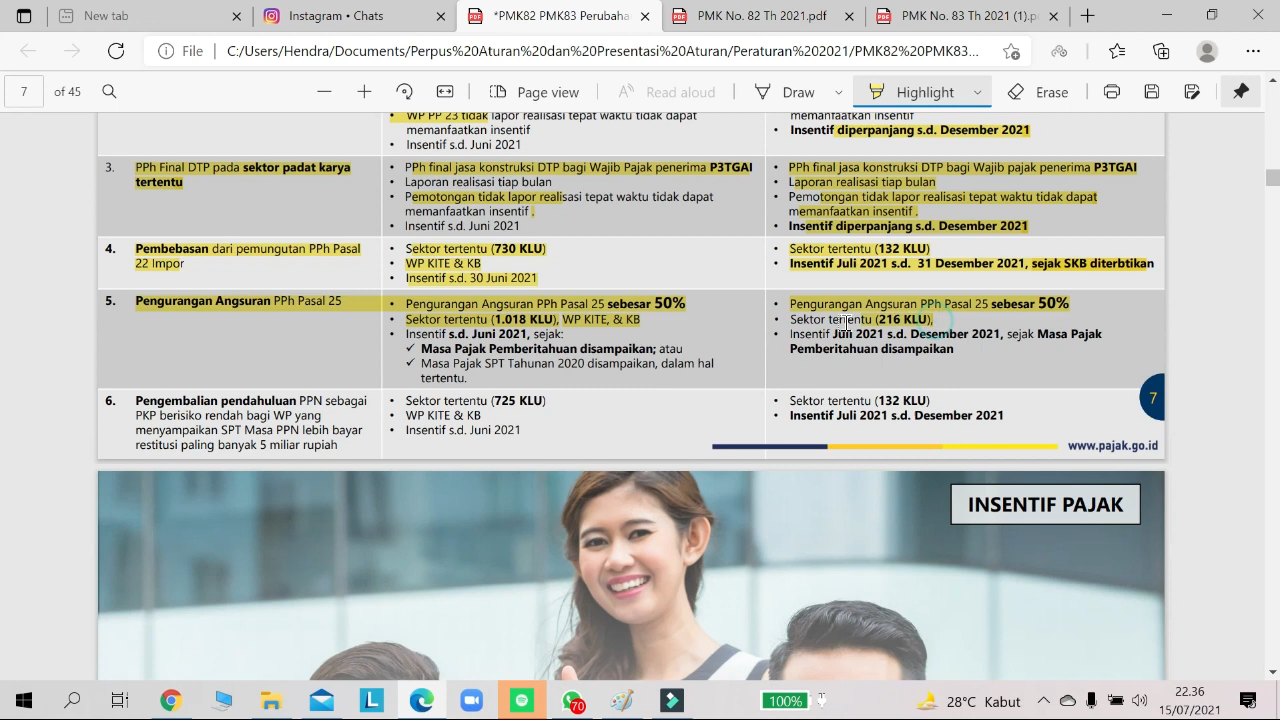 New tab
Instagram • Chats
*PMK82 PMK83 Perubaha
PMK No. 82 Th 2021.pdf
PMK No. 83 Th 2021 (1).p
File
C:/Users/Hendra/Documents/Perpus%20Aturan%20dan%20Presentasi%20Aturan/Peraturan%202021/PMK82%20PMK83...
7 of 45
Page view
Read aloud
Draw
Highlight
Erase
• WP PP 23 tidak lapor realisasi tepat waktu tidak dapat
memanfaatkan insentif
• Insentif s.d. Juni 2021
memanfaatkan insentif
• Insentif diperpanjang s.d. Desember 2021
3. PPh Final DTP pada sektor padat karya
tertentu
• PPh final jasa konstruksi DTP bagi Wajib Pajak penerima P3TGAI
• Laporan realisasi tiap bulan
• Pemotongan tidak lapor realisasi tepat waktu tidak dapat
memanfaatkan insentif .
• Insentif s.d. Juni 2021
• PPh final jasa konstruksi DTP bagi Wajib pajak penerima P3TGAI
• Laporan realisasi tiap bulan
• Pemotongan tidak lapor realisasi tepat waktu tidak dapat
memanfaatkan insentif .
• Insentif diperpanjang s.d. Desember 2021
4. Pembebasan dari pemungutan PPh Pasal
22 Impor
• Sektor tertentu (730 KLU)
• WP KITE & KB
• Insentif s.d. 30 Juni 2021
• Sektor tertentu (132 KLU)
• Insentif Juli 2021 s.d. 31 Desember 2021, sejak SKB diterbtikan
5. Pengurangan Angsuran PPh Pasal 25
• Pengurangan Angsuran PPh Pasal 25 sebesar 50%
• Sektor tertentu (1.018 KLU), WP KITE, & KB
• Insentif s.d. Juni 2021, sejak:
✓ Masa Pajak Pemberitahuan disampaikan; atau
✓ Masa Pajak SPT Tahunan 2020 disampaikan, dalam hal
tertentu.
• Pengurangan Angsuran PPh Pasal 25 sebesar 50%
• Sektor tertentu (216 KLU),
• Insentif Juli 2021 s.d. Desember 2021, sejak Masa Pajak
Pemberitahuan disampaikan
6. Pengembalian pendahuluan PPN sebagai
PKP berisiko rendah bagi WP yang
menyampaikan SPT Masa PPN lebih bayar
restitusi paling banyak 5 miliar rupiah
• Sektor tertentu (725 KLU)
• WP KITE & KB
• Insentif s.d. Juni 2021
• Sektor tertentu (132 KLU)
• Insentif Juli 2021 s.d. Desember 2021
7
www.pajak.go.id
INSENTIF PAJAK
70
100%
28°C Kabut
22.36
15/07/2021